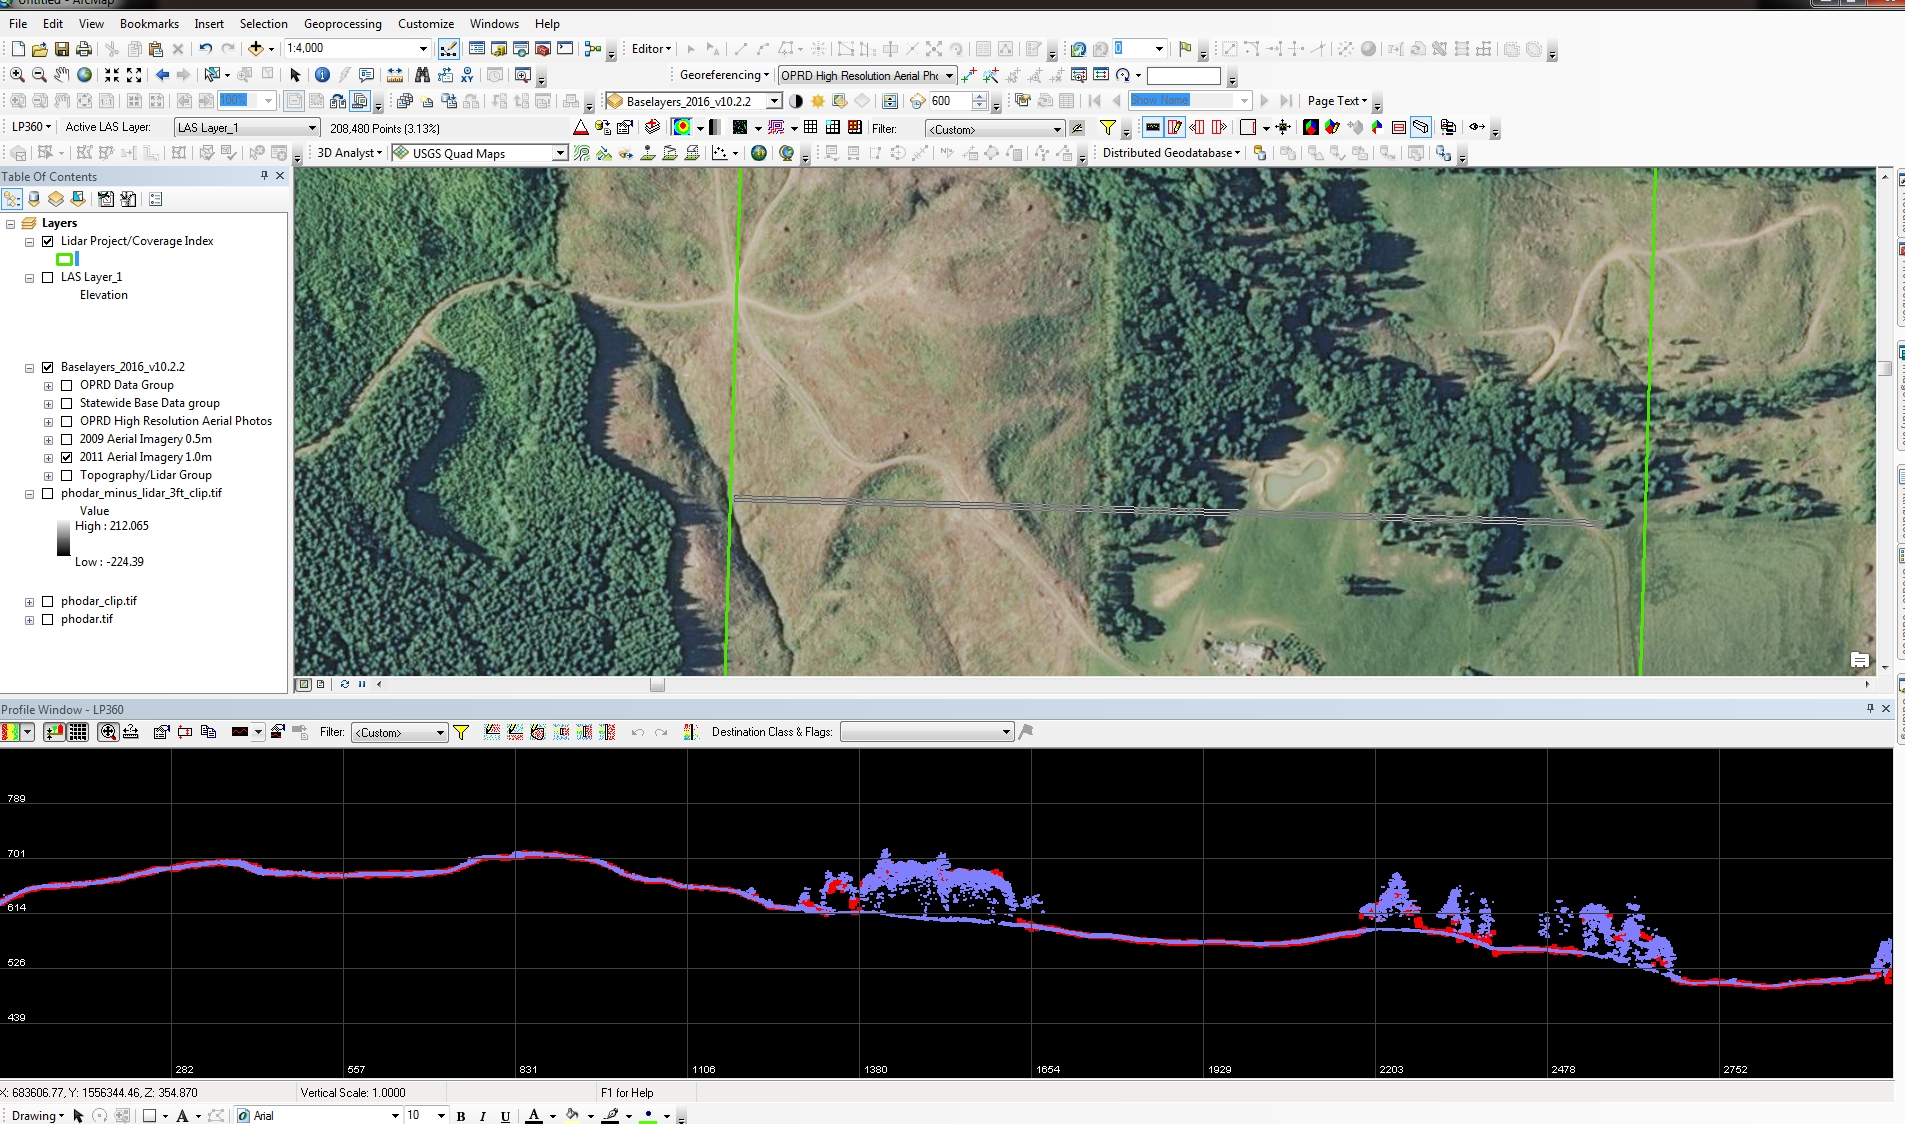 Untitled - ArcMap
File Edit View Bookmarks Insert Selection Geoprocessing Customize Windows Help
1:4,000 Editor 0
Georeferencing OPRD High Resolution Aerial Phc
100% Baselayers_2016_v10.2.2 600 Show Name Page Text
LP360 Active LAS Layer: LAS Layer_1 208,480 Points (3.13%) Filter: <Custom>
3D Analyst USGS Quad Maps Distributed Geodatabase
Table Of Contents
Layers
Lidar Project/Coverage Index
LAS Layer_1
Elevation
Baselayers_2016_v10.2.2
OPRD Data Group
Statewide Base Data group
OPRD High Resolution Aerial Photos
2009 Aerial Imagery 0.5m
2011 Aerial Imagery 1.0m
Topography/Lidar Group
phodar_minus_lidar_3ft_clip.tif
Value
High : 212.065
Low : -224.39
phodar_clip.tif
phodar.tif
Profile Window - LP360
Filter: <Custom> Destination Class & Flags:
789
701
614
526
439
282 557 831 1106 1380 1654 1929 2203 2478 2752
X: 683606.77, Y: 1556344.46, Z: 354.870 Vertical Scale: 1.0000 F1 for Help
Drawing A Arial 10 B I U A